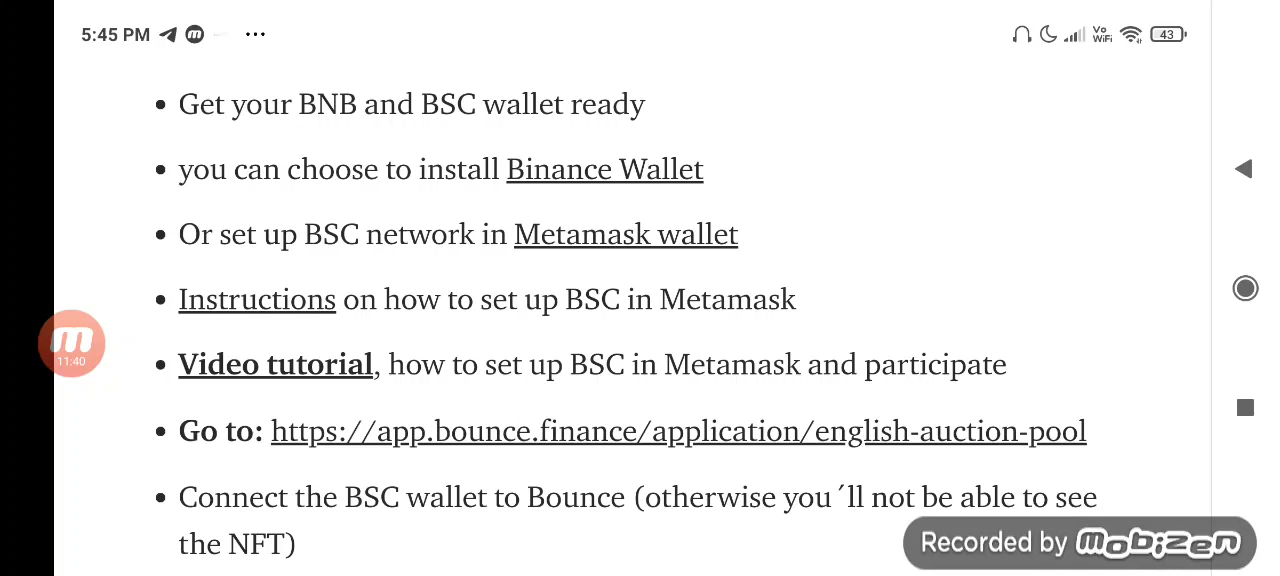 5:45 PM
Vo
WiFi
43
Get your BNB and BSC wallet ready
you can choose to install Binance Wallet
Or set up BSC network in Metamask wallet
Instructions on how to set up BSC in Metamask
11:40
Video tutorial, how to set up BSC in Metamask and participate
Go to: https://app.bounce.finance/application/english-auction-pool
Connect the BSC wallet to Bounce (otherwise you´ll not be able to see
the NFT)
Recorded by mobizen